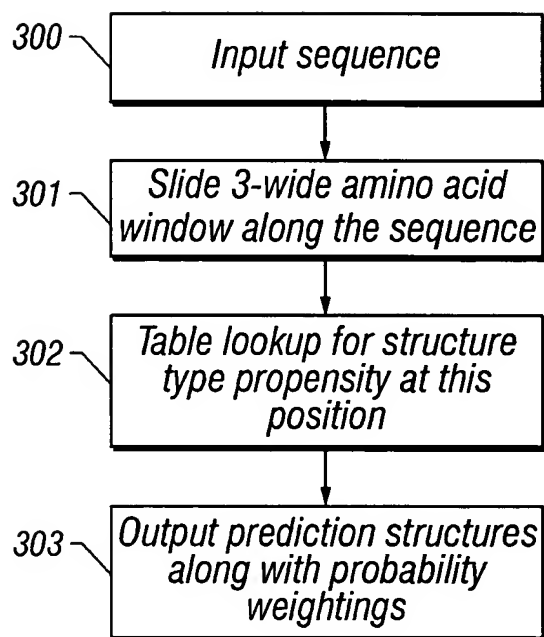 300
Input sequence
301
Slide 3-wide amino acid
window along the sequence
302
Table lookup for structure
type propensity at this
position
303
Output prediction structures
along with probability
weightings